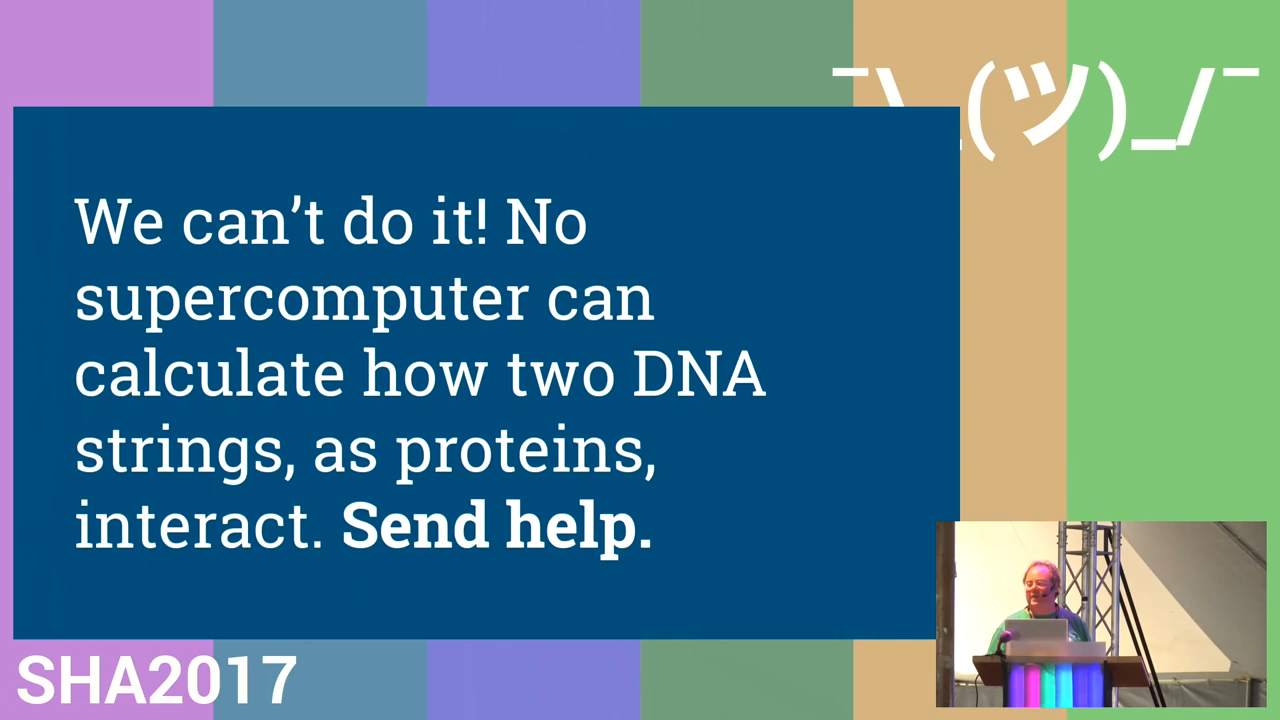 ¯\_(ツ)_/¯
We can’t do it! No
supercomputer can
calculate how two DNA
strings, as proteins,
interact. Send help.
SHA2017